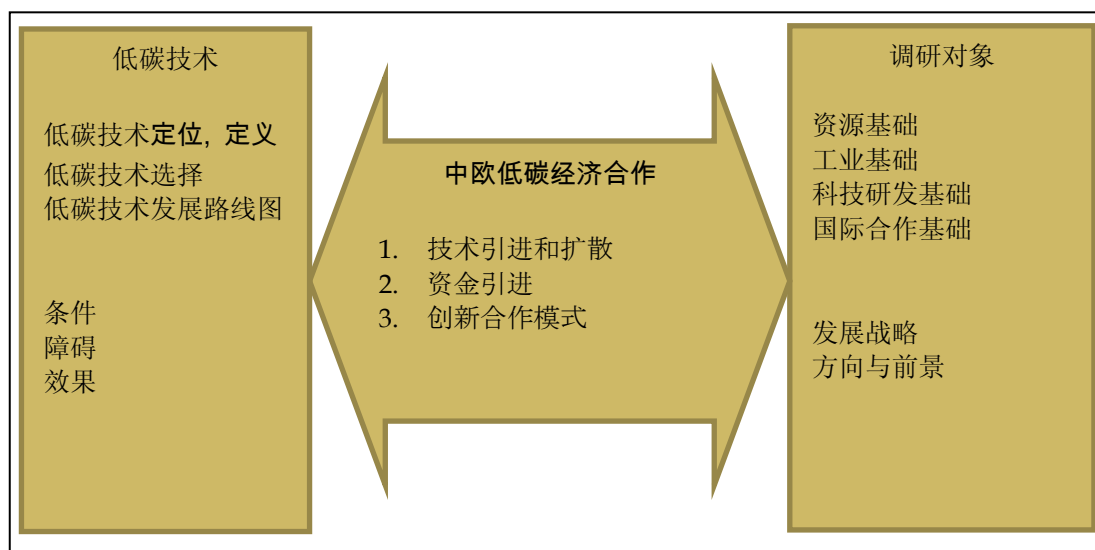 低碳技术
低碳技术定位, 定义
低碳技术选择
低碳技术发展路线图
条件
障碍
效果
中欧低碳经济合作
1. 技术引进和扩散
2. 资金引进
3. 创新合作模式
调研对象
资源基础
工业基础
科技研发基础
国际合作基础
发展战略
方向与前景